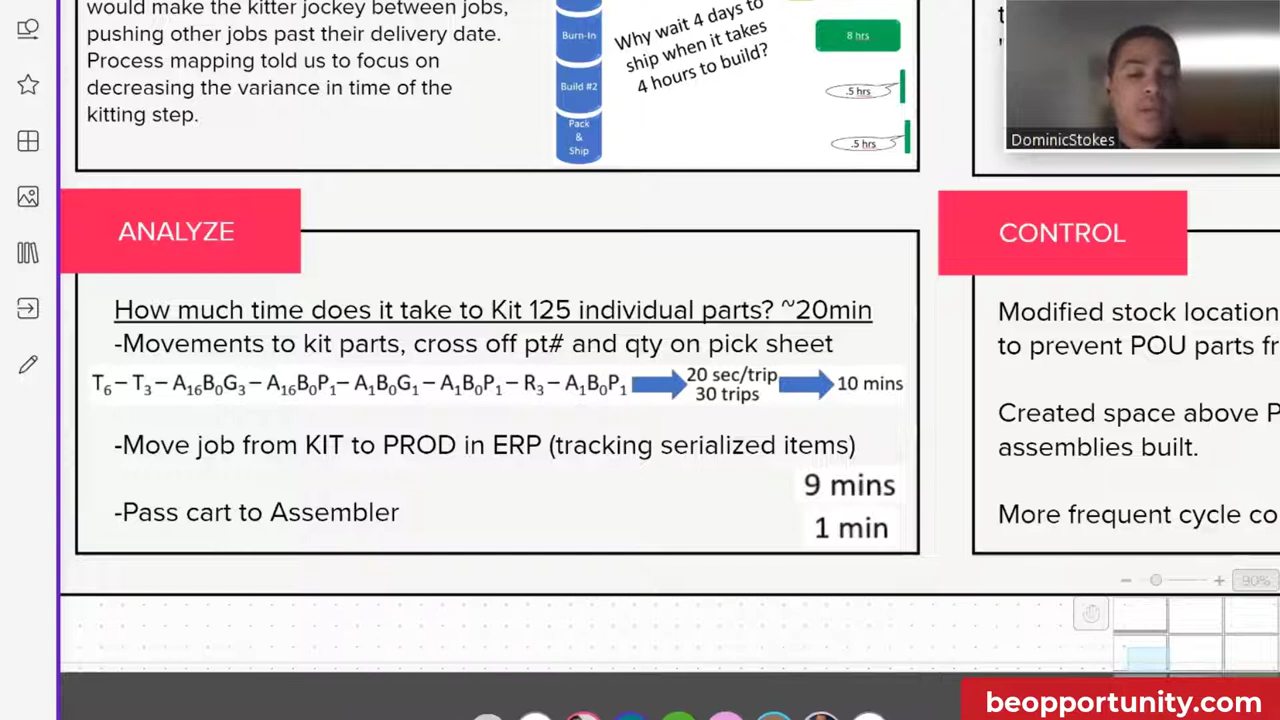 would make the kitter jockey between jobs,
pushing other jobs past their delivery date.
Process mapping told us to focus on
decreasing the variance in time of the
kitting step.
Burn-In
Build #2
Pack
&
Ship
Why wait 4 days to
ship when it takes
4 hours to build?
8 hrs
.5 hrs
.5 hrs
DominicStokes
ANALYZE
How much time does it take to Kit 125 individual parts? ~20min
-Movements to kit parts, cross off pt# and qty on pick sheet
T₆ – T₃ – A₁₆B₀G₃ – A₁₆B₀P₁ – A₁B₀G₁ – A₁B₀P₁ – R₃ – A₁B₀P₁
20 sec/trip
30 trips
10 mins
-Move job from KIT to PROD in ERP (tracking serialized items)
9 mins
-Pass cart to Assembler
1 min
CONTROL
Modified stock location
to prevent POU parts fr
Created space above P
assemblies built.
More frequent cycle co
90%
beopportunity.com